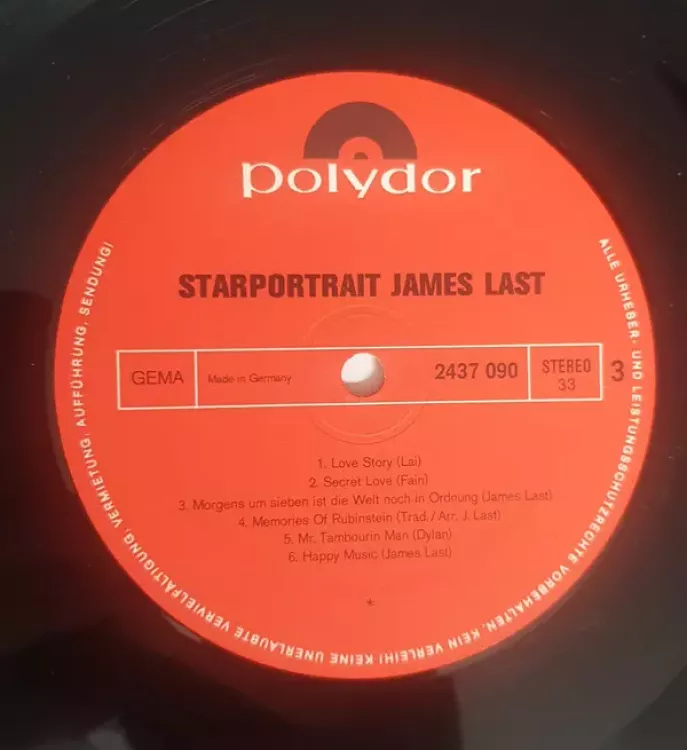 polydor
STARPORTRAIT JAMES LAST
GEMA
Made in Germany
2437 090
STEREO
33
3
1. Love Story (Lai)
2. Secret Love (Fain)
3. Morgens um sieben ist die Welt noch in Ordnung (James Last)
4. Memories Of Rubinstein (Trad./Arr. J. Last)
5. Mr. Tambourin Man (Dylan)
6. Happy Music (James Last)
*
ALLE URHEBER- UND LEISTUNGSSCHUTZRECHTE VORBEHALTEN. KEIN VERLEIH! KEINE UNERLAUBTE VERVIELFÄLTIGUNG, VERMIETUNG, AUFFÜHRUNG, SENDUNG!